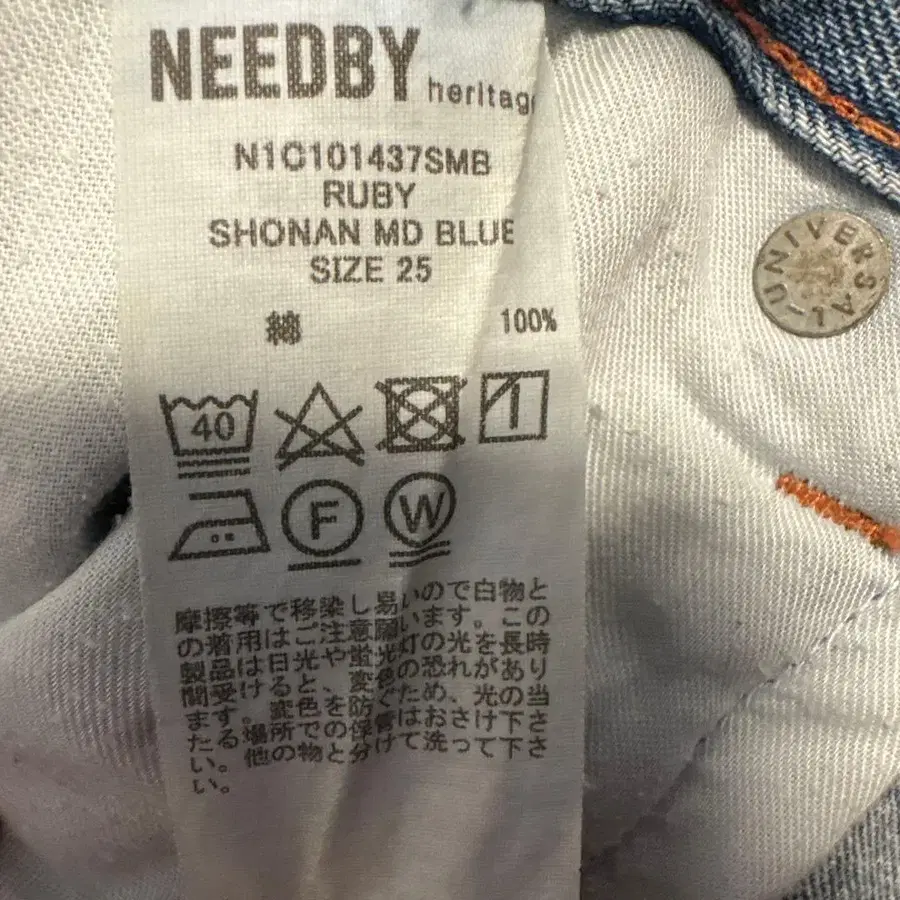 NEEDBY heritag
N1C101437SMB
RUBY
SHONAN MD BLUE
SIZE 25
綿 100%
40
F W
摩擦等で移染し易いので白物と
の着用はご注意願います。この
製品は日光や蛍光灯の光を長時
間受けると、変色の恐れがあり
ます。変色を防ぐため、光の当
たる場所での保管はおさけ下さ
い。他の物と分けて洗って下さ
い。
UNIVERSAL